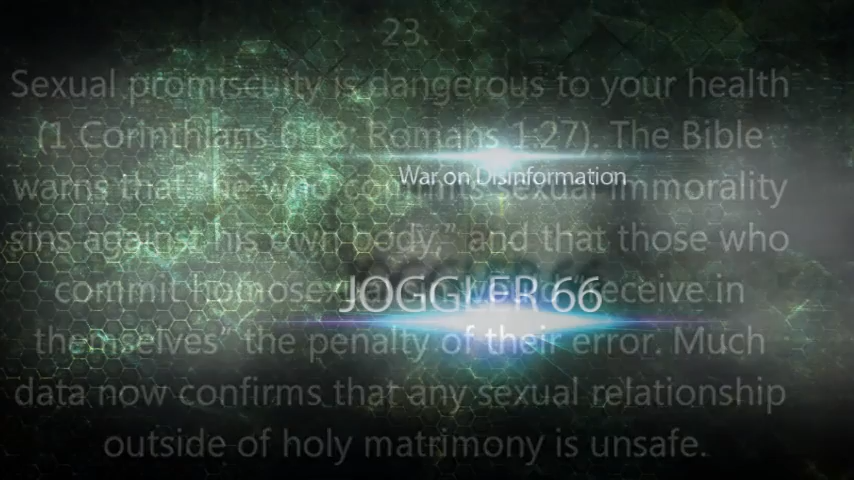 23.
Sexual promiscuity is dangerous to your health
(1 Corinthians 6:18; Romans 1:27). The Bible
warns that "he who sexual immorality
sins against his own body," and that those who
commit "receive in
themselves" the penalty of their error. Much
data now confirms that any sexual relationship
outside of holy matrimony is unsafe.
War on Disinformation
JOGGLER 66